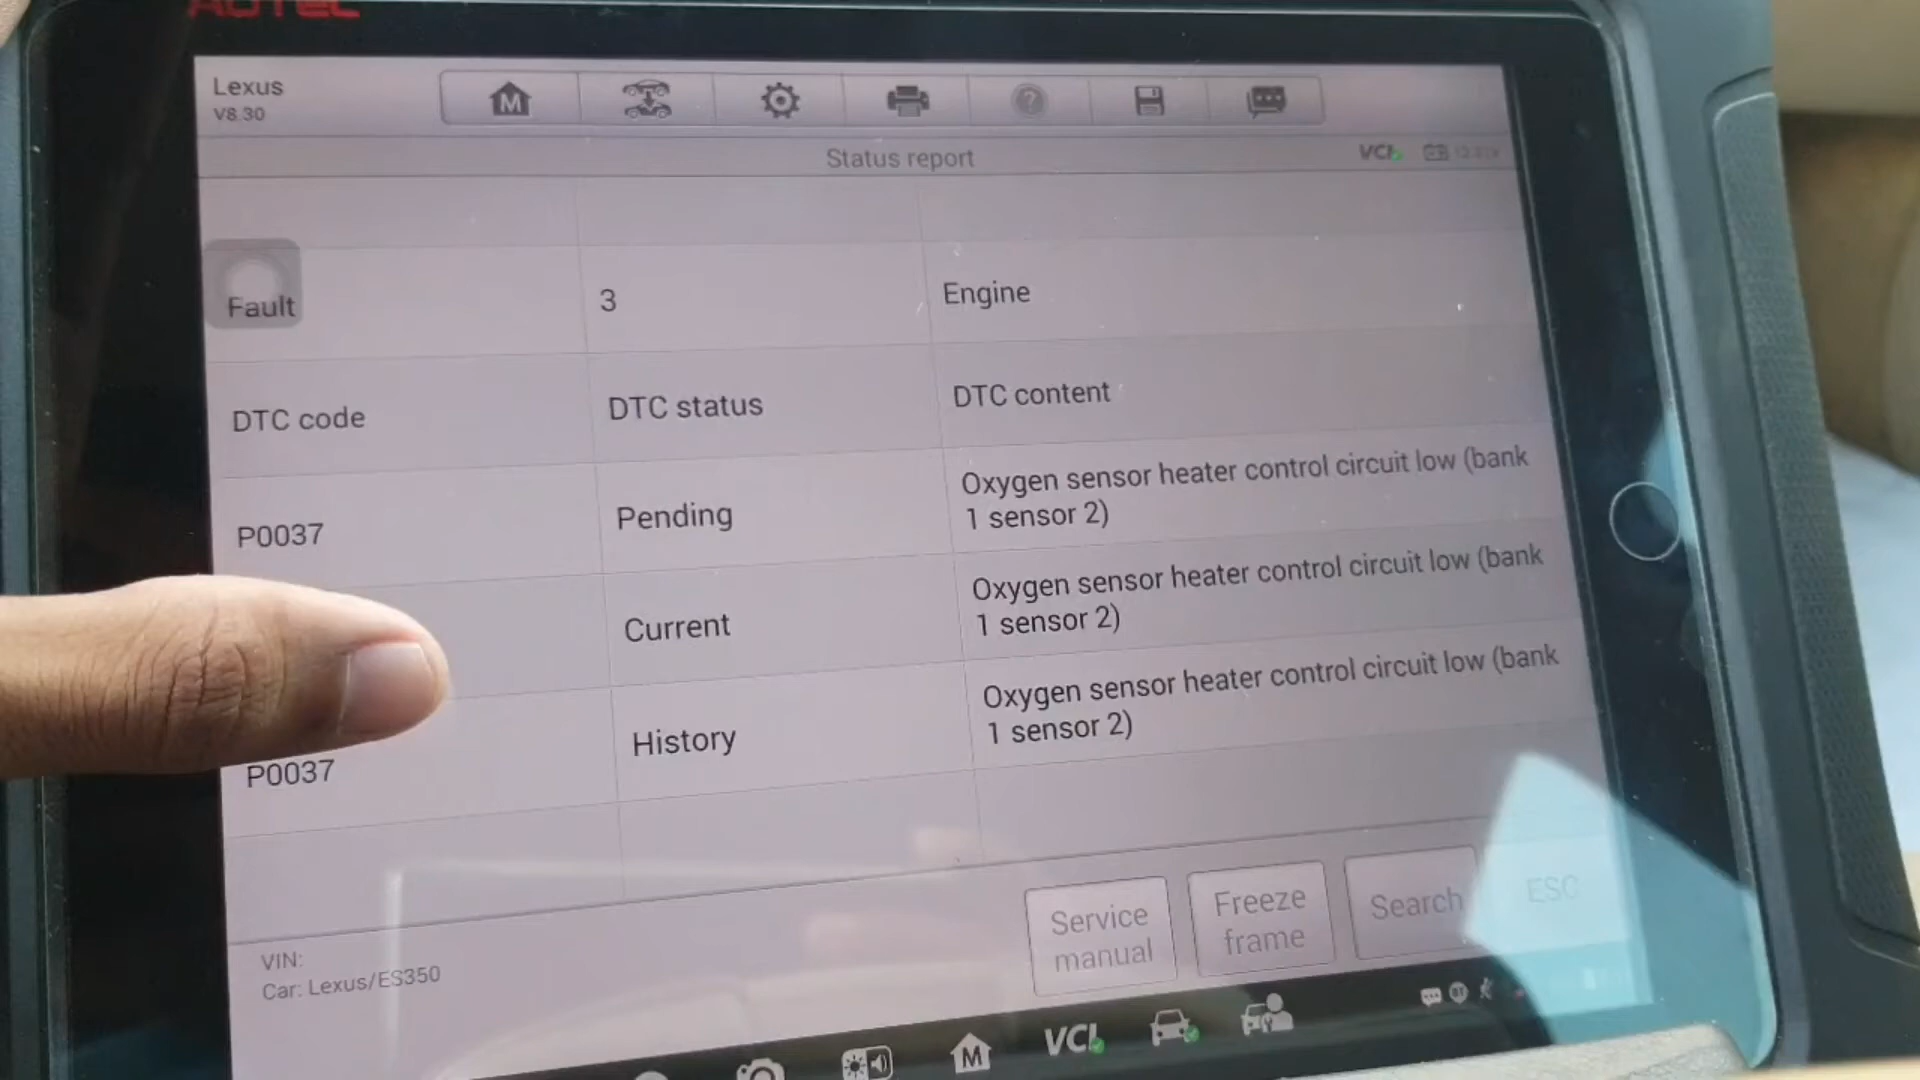 AUTEL
Lexus
V8.30
M
?
Status report
VCI
Fault
3
Engine
DTC code
DTC status
DTC content
P0037
Pending
Oxygen sensor heater control circuit low (bank
1 sensor 2)
Current
Oxygen sensor heater control circuit low (bank
1 sensor 2)
P0037
History
Oxygen sensor heater control circuit low (bank
1 sensor 2)
Service
manual
Freeze
frame
Search
ESC
VIN:
Car: Lexus/ES350
M
VCI